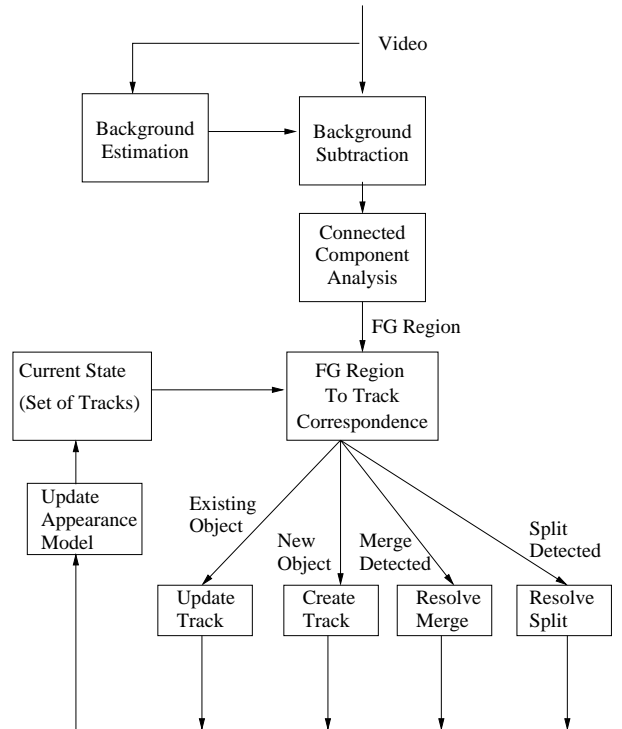 Video
Background
Estimation
Background
Subtraction
Connected
Component
Analysis
FG Region
Current State
(Set of Tracks)
FG Region
To Track
Correspondence
Update
Appearance
Model
Existing
Object
New
Object
Merge
Detected
Split
Detected
Update
Track
Create
Track
Resolve
Merge
Resolve
Split